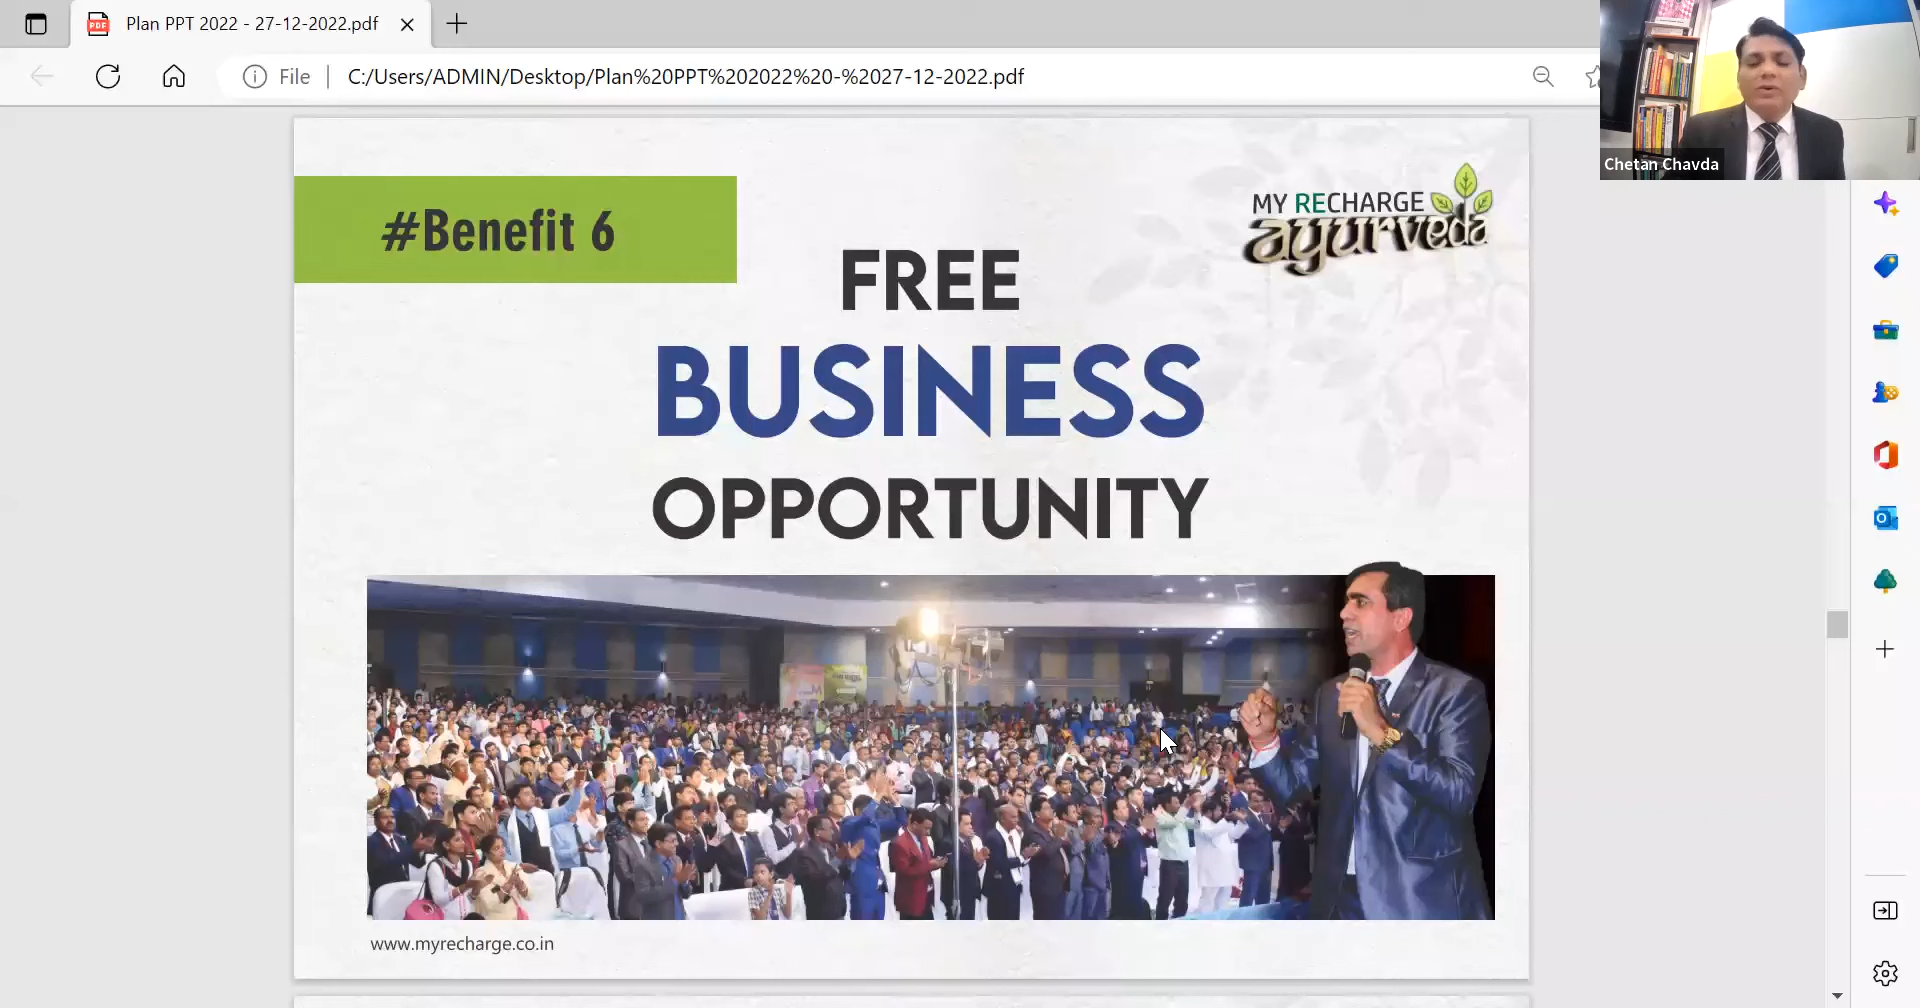 Plan PPT 2022 - 27-12-2022.pdf
PDF
File
C:/Users/ADMIN/Desktop/Plan%20PPT%202022%20-%2027-12-2022.pdf
Chetan Chavda
#Benefit 6
MY RECHARGE
ayurveda
FREE
BUSINESS
OPPORTUNITY
www.myrecharge.co.in